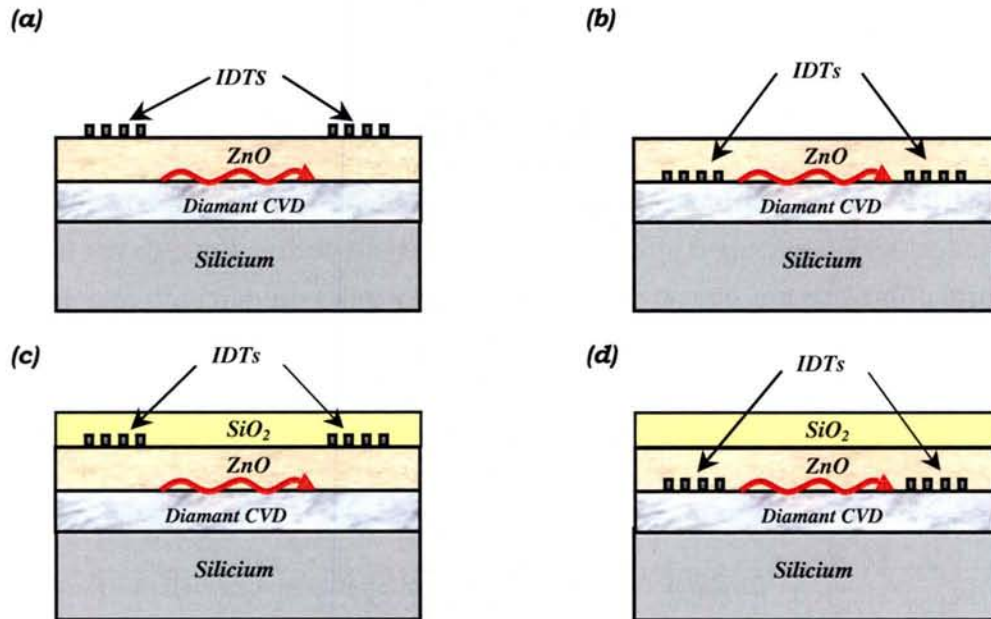 (a)
IDTS
ZnO
Diamant CVD
Silicium
(b)
IDTs
ZnO
Diamant CVD
Silicium
(c)
IDTs
SiO₂
ZnO
Diamant CVD
Silicium
(d)
IDTs
SiO₂
ZnO
Diamant CVD
Silicium